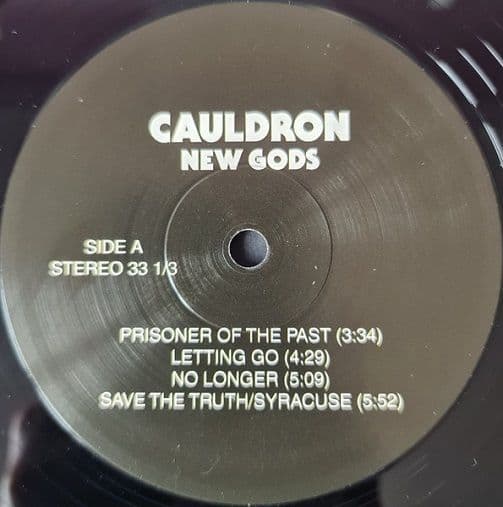 CAULDRON
NEW GODS
SIDE A
STEREO 33 1/3
PRISONER OF THE PAST (3:34)
LETTING GO (4:29)
NO LONGER (5:09)
SAVE THE TRUTH/SYRACUSE (5:52)